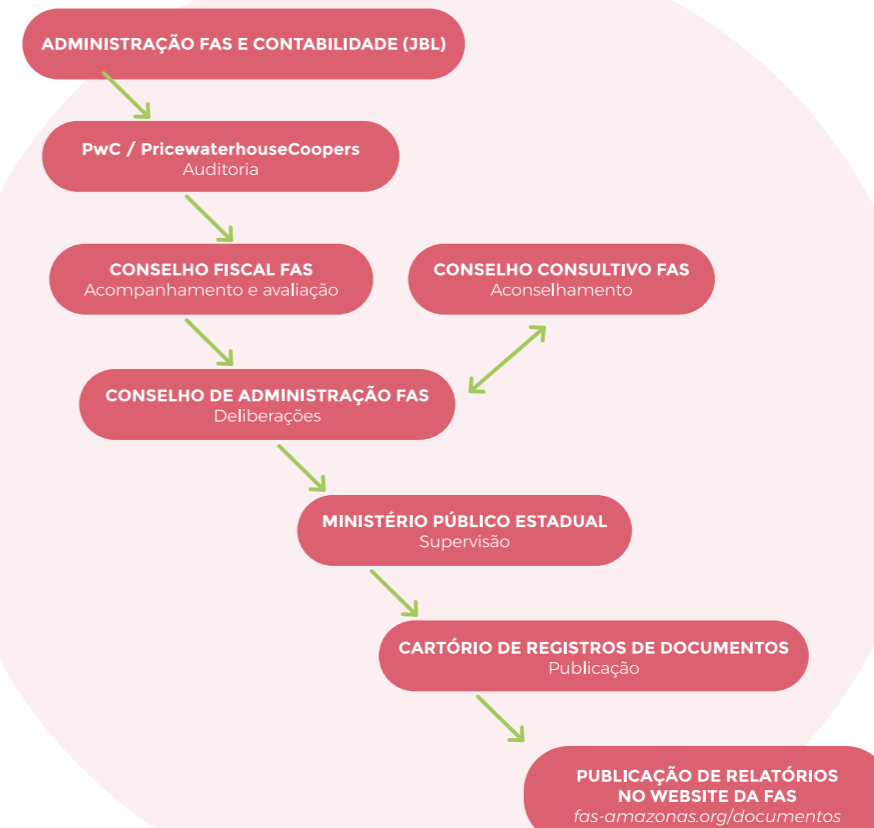 ADMINISTRAÇÃO FAS E CONTABILIDADE (JBL)
PwC / PricewaterhouseCoopers
Auditoria
CONSELHO FISCAL FAS
Acompanhamento e avaliação
CONSELHO CONSULTIVO FAS
Aconselhamento
CONSELHO DE ADMINISTRAÇÃO FAS
Deliberações
MINISTÉRIO PÚBLICO ESTADUAL
Supervisão
CARTÓRIO DE REGISTROS DE DOCUMENTOS
Publicação
PUBLICAÇÃO DE RELATÓRIOS
NO WEBSITE DA FAS
fas-amazonas.org/documentos